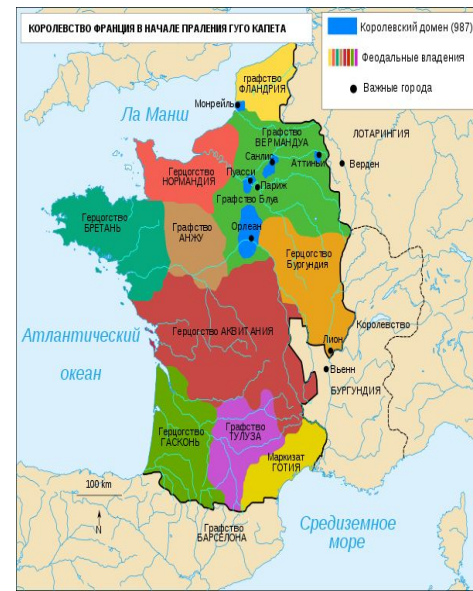 КОРОЛЕВСТВО ФРАНЦИЯ В НАЧАЛЕ ПРАЛЕНИЯ ГУГО КАПЕТА
Королевский домен (987)
Феодальные владения
Важные города
графство
ФЛАНДРИЯ
Монрейль
Ла Манш
Графство
ВЕРМАНДУА
ЛОТАРИНГИЯ
Санлис
Аттиньи
Верден
Пуасси
Париж
Герцогство
НОРМАНДИЯ
Графство Блуа
Герцогство
БРЕТАНЬ
Графство
АНЖУ
Орлеан
Герцогство
Бургундия
Герцогство АКВИТАНИЯ
Королевство
Лион
Вьенн
БУРГУНДИЯ
Атлантический
океан
Герцогство
ГАСКОНЬ
Графство
ТУЛУЗА
Маркизат
ГОТИЯ
100 km
N
Графство
БАРСЕЛОНА
Средиземное
море